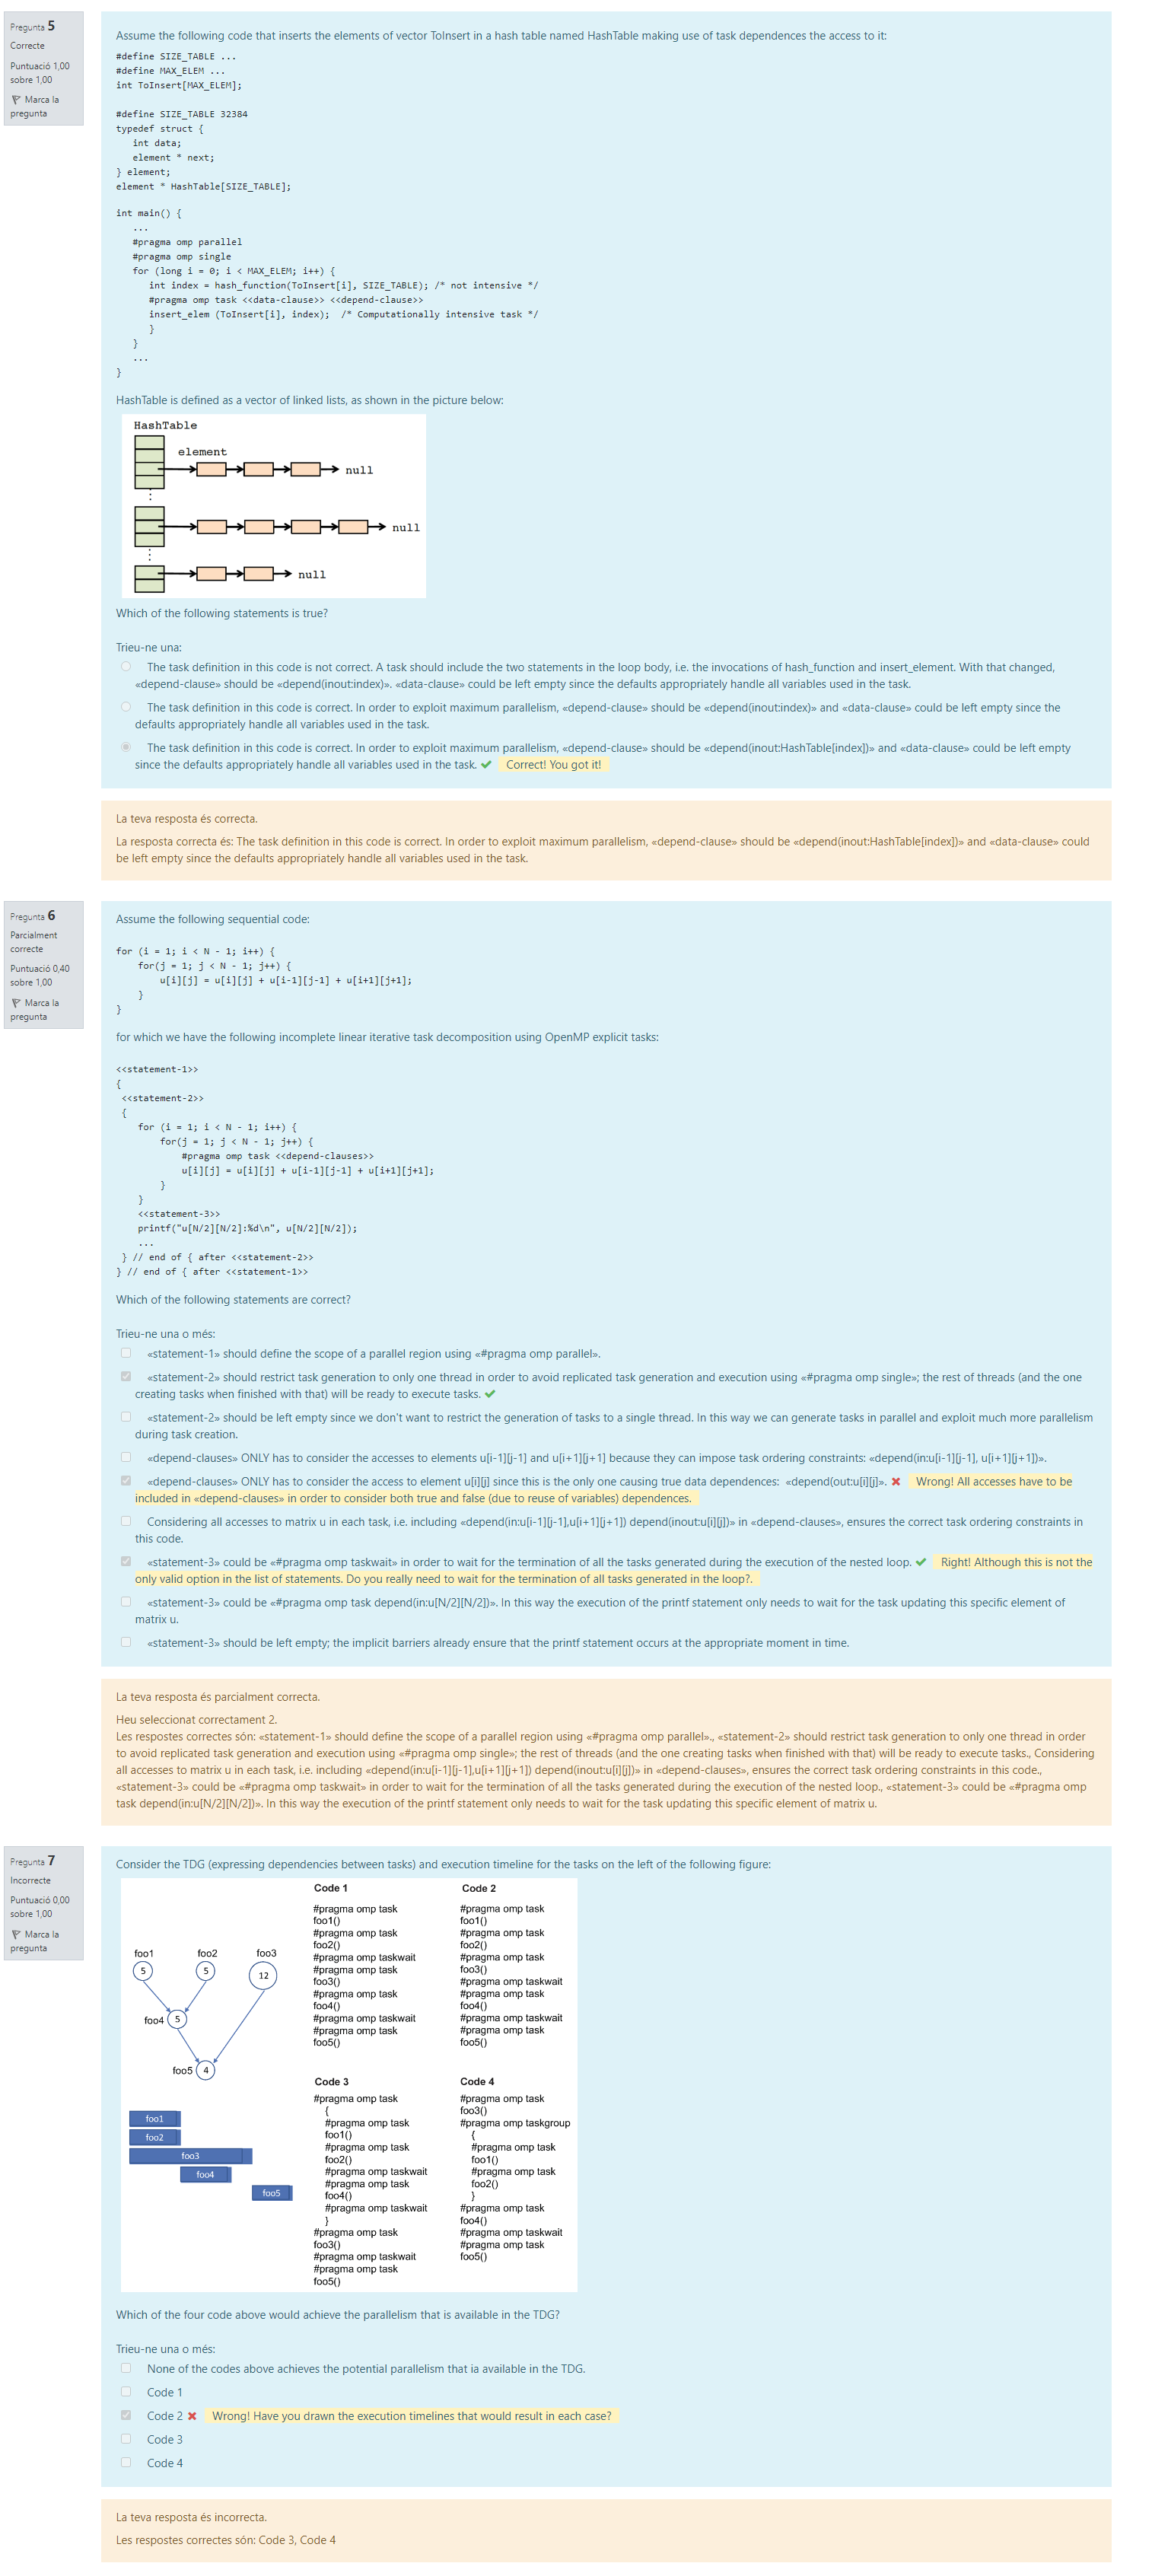 Pregunta 5
Correcte
Puntuació 1,00
sobre 1,00
Marca la
pregunta
Assume the following code that inserts the elements of vector ToInsert in a hash table named HashTable making use of task dependences the access to it:
#define SIZE_TABLE ...
#define MAX_ELEM ...
int ToInsert[MAX_ELEM];
#define SIZE_TABLE 32384
typedef struct {
int data;
element * next;
} element;
element * HashTable[SIZE_TABLE];
int main() {
...
#pragma omp parallel
#pragma omp single
for (long i = 0; i < MAX_ELEM; i++) {
int index = hash_function(ToInsert[i], SIZE_TABLE); /* not intensive */
#pragma omp task <<data-clause>> <<depend-clause>>
insert_elem (ToInsert[i], index); /* Computationally intensive task */
}
}
...
}
HashTable is defined as a vector of linked lists, as shown in the picture below:
HashTable
element
null
null
null
Which of the following statements is true?
Trieu-ne una:
The task definition in this code is not correct. A task should include the two statements in the loop body, i.e. the invocations of hash_function and insert_element. With that changed,
«depend-clause» should be «depend(inout:index)». «data-clause» could be left empty since the defaults appropriately handle all variables used in the task.
The task definition in this code is correct. In order to exploit maximum parallelism, «depend-clause» should be «depend(inout:index)» and «data-clause» could be left empty since the
defaults appropriately handle all variables used in the task.
The task definition in this code is correct. In order to exploit maximum parallelism, «depend-clause» should be «depend(inout:HashTable[index])» and «data-clause» could be left empty
since the defaults appropriately handle all variables used in the task. Correct! You got it!
La teva resposta és correcta.
La resposta correcta és: The task definition in this code is correct. In order to exploit maximum parallelism, «depend-clause» should be «depend(inout:HashTable[index])» and «data-clause» could
be left empty since the defaults appropriately handle all variables used in the task.
Pregunta 6
Parcialment
correcte
Puntuació 0,40
sobre 1,00
Marca la
pregunta
Assume the following sequential code:
for (i = 1; i < N - 1; i++) {
for(j = 1; j < N - 1; j++) {
u[i][j] = u[i][j] + u[i-1][j-1] + u[i+1][j+1];
}
}
for which we have the following incomplete linear iterative task decomposition using OpenMP explicit tasks:
<<statement-1>>
{
<<statement-2>>
{
for (i = 1; i < N - 1; i++) {
for(j = 1; j < N - 1; j++) {
#pragma omp task <<depend-clauses>>
u[i][j] = u[i][j] + u[i-1][j-1] + u[i+1][j+1];
}
}
<<statement-3>>
printf("u[N/2][N/2]:%d\n", u[N/2][N/2]);
...
} // end of { after <<statement-2>>
} // end of { after <<statement-1>>
Which of the following statements are correct?
Trieu-ne una o més:
«statement-1» should define the scope of a parallel region using «#pragma omp parallel».
«statement-2» should restrict task generation to only one thread in order to avoid replicated task generation and execution using «#pragma omp single»; the rest of threads (and the one
creating tasks when finished with that) will be ready to execute tasks.
«statement-2» should be left empty since we don't want to restrict the generation of tasks to a single thread. In this way we can generate tasks in parallel and exploit much more parallelism
during task creation.
«depend-clauses» ONLY has to consider the accesses to elements u[i-1][j-1] and u[i+1][j+1] because they can impose task ordering constraints: «depend(in:u[i-1][j-1], u[i+1][j+1])».
«depend-clauses» ONLY has to consider the access to element u[i][j] since this is the only one causing true data dependences: «depend(out:u[i][j]». Wrong! All accesses have to be
included in «depend-clauses» in order to consider both true and false (due to reuse of variables) dependences.
Considering all accesses to matrix u in each task, i.e. including «depend(in:u[i-1][j-1],u[i+1][j+1]) depend(inout:u[i][j])» in «depend-clauses», ensures the correct task ordering constraints in
this code.
«statement-3» could be «#pragma omp taskwait» in order to wait for the termination of all the tasks generated during the execution of the nested loop. Right! Although this is not the
only valid option in the list of statements. Do you really need to wait for the termination of all tasks generated in the loop?.
«statement-3» could be «#pragma omp task depend(in:u[N/2][N/2])». In this way the execution of the printf statement only needs to wait for the task updating this specific element of
matrix u.
«statement-3» should be left empty; the implicit barriers already ensure that the printf statement occurs at the appropriate moment in time.
La teva resposta és parcialment correcta.
Heu seleccionat correctament 2.
Les respostes correctes són: «statement-1» should define the scope of a parallel region using «#pragma omp parallel»., «statement-2» should restrict task generation to only one thread in order
to avoid replicated task generation and execution using «#pragma omp single»; the rest of threads (and the one creating tasks when finished with that) will be ready to execute tasks., Considering
all accesses to matrix u in each task, i.e. including «depend(in:u[i-1][j-1],u[i+1][j+1]) depend(inout:u[i][j])» in «depend-clauses», ensures the correct task ordering constraints in this code.,
«statement-3» could be «#pragma omp taskwait» in order to wait for the termination of all the tasks generated during the execution of the nested loop., «statement-3» could be «#pragma omp
task depend(in:u[N/2][N/2])». In this way the execution of the printf statement only needs to wait for the task updating this specific element of matrix u.
Pregunta 7
Incorrecte
Puntuació 0,00
sobre 1,00
Marca la
pregunta
Consider the TDG (expressing dependencies between tasks) and execution timeline for the tasks on the left of the following figure:
foo1
foo2
foo3
5
5
12
foo4
5
foo5
4
foo1
foo2
foo3
foo4
foo5
Code 1
#pragma omp task
foo1()
#pragma omp task
foo2()
#pragma omp taskwait
#pragma omp task
foo3()
#pragma omp task
foo4()
#pragma omp taskwait
#pragma omp task
foo5()
Code 2
#pragma omp task
foo1()
#pragma omp task
foo2()
#pragma omp task
foo3()
#pragma omp taskwait
#pragma omp task
foo4()
#pragma omp taskwait
#pragma omp task
foo5()
Code 3
#pragma omp task
{
#pragma omp task
foo1()
#pragma omp task
foo2()
#pragma omp taskwait
#pragma omp task
foo4()
#pragma omp taskwait
}
#pragma omp task
foo3()
#pragma omp taskwait
#pragma omp task
foo5()
Code 4
#pragma omp task
foo3()
#pragma omp taskgroup
{
#pragma omp task
foo1()
#pragma omp task
foo2()
}
#pragma omp task
foo4()
#pragma omp taskwait
#pragma omp task
foo5()
Which of the four code above would achieve the parallelism that is available in the TDG?
Trieu-ne una o més:
None of the codes above achieves the potential parallelism that ia available in the TDG.
Code 1
Code 2 Wrong! Have you drawn the execution timelines that would result in each case?
Code 3
Code 4
La teva resposta és incorrecta.
Les respostes correctes són: Code 3, Code 4